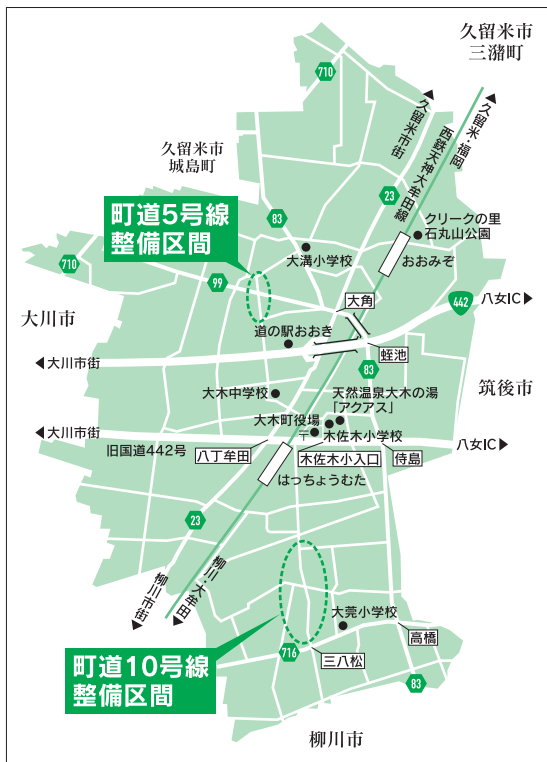 久留米市
三潴町
710
久留米市街
久留米・福岡
西鉄天神大牟田線
久留米市
城島町
23
町道5号線
整備区間
83
クリークの里
石丸山公園
大溝小学校
おおみぞ
710
99
大角
442
八女IC
大川市
道の駅おおき
蛭池
大川市街
83
筑後市
大木中学校
天然温泉大木の湯
「アクアス」
大木町役場
〒
木佐木小学校
大川市街
八女IC
旧国道442号
八丁牟田
木佐木小入口
侍島
はっちょうむた
23
柳川・大牟田
柳川市街
大莞小学校
高橋
町道10号線
整備区間
716
三八松
83
柳川市